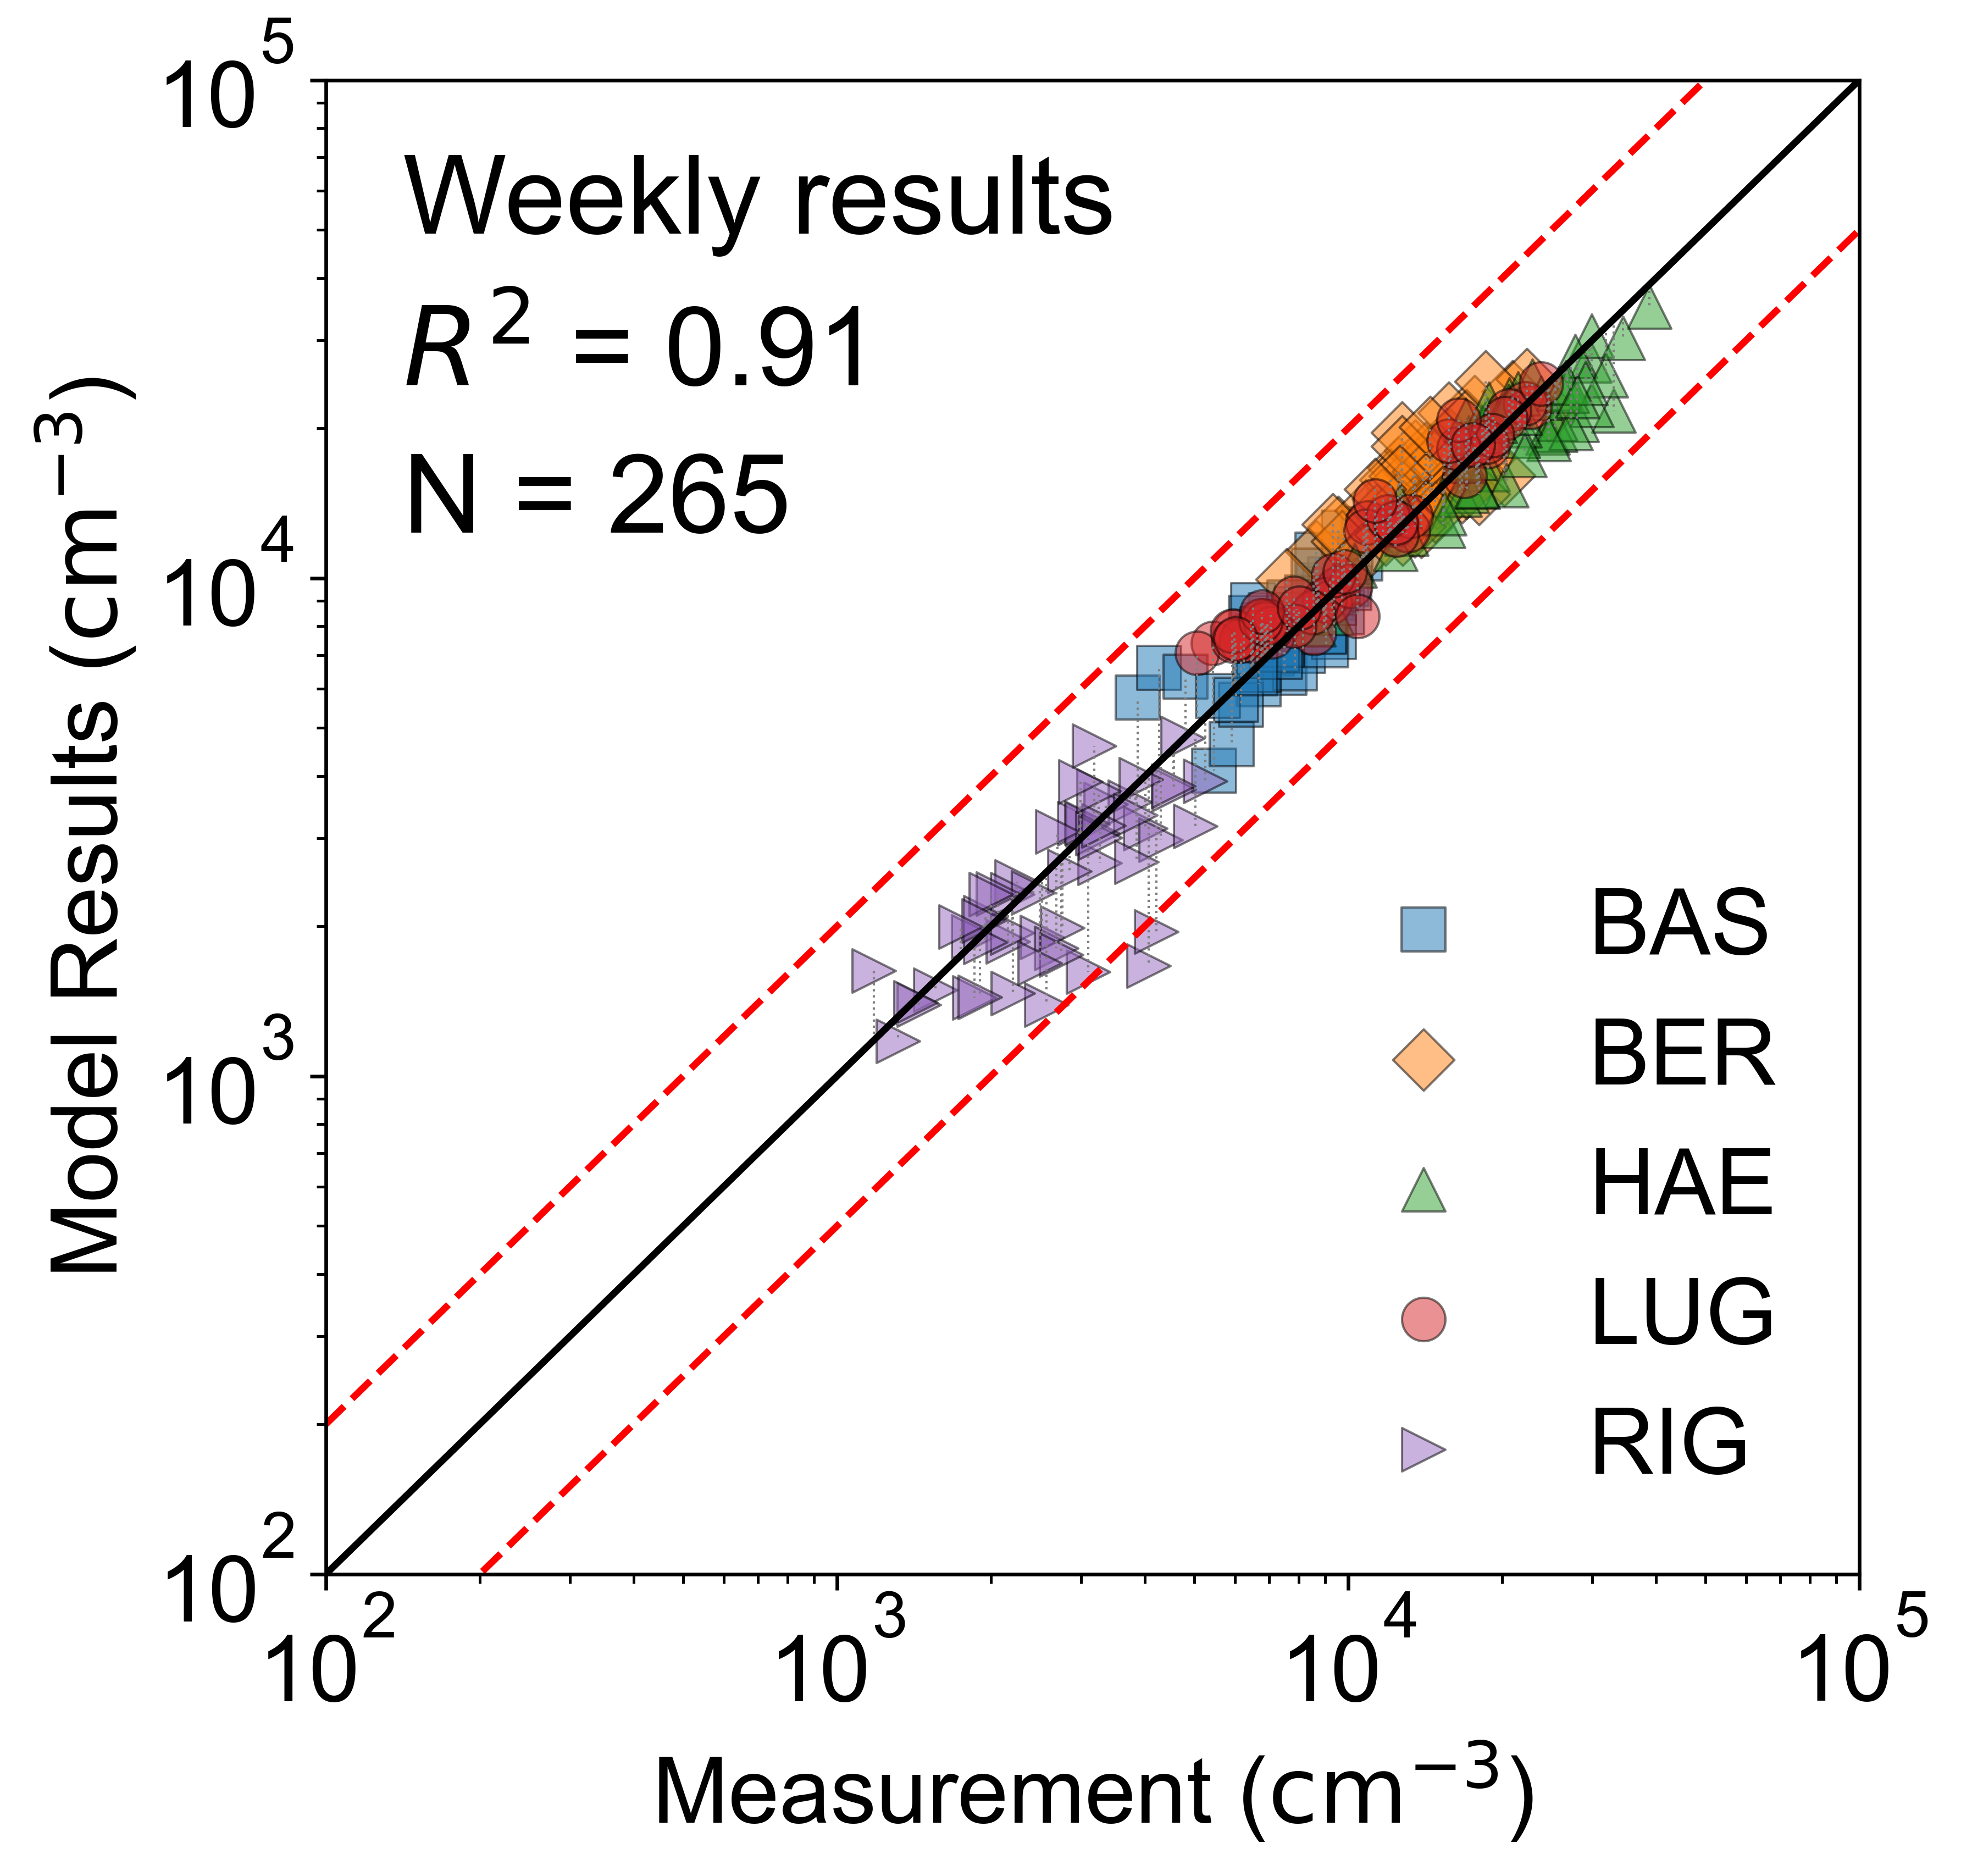 Weekly results
R² = 0.91
N = 265
Model Results (cm⁻³)
10⁵
10⁴
10³
10²
10²
10³
10⁴
10⁵
Measurement (cm⁻³)
BAS
BER
HAE
LUG
RIG